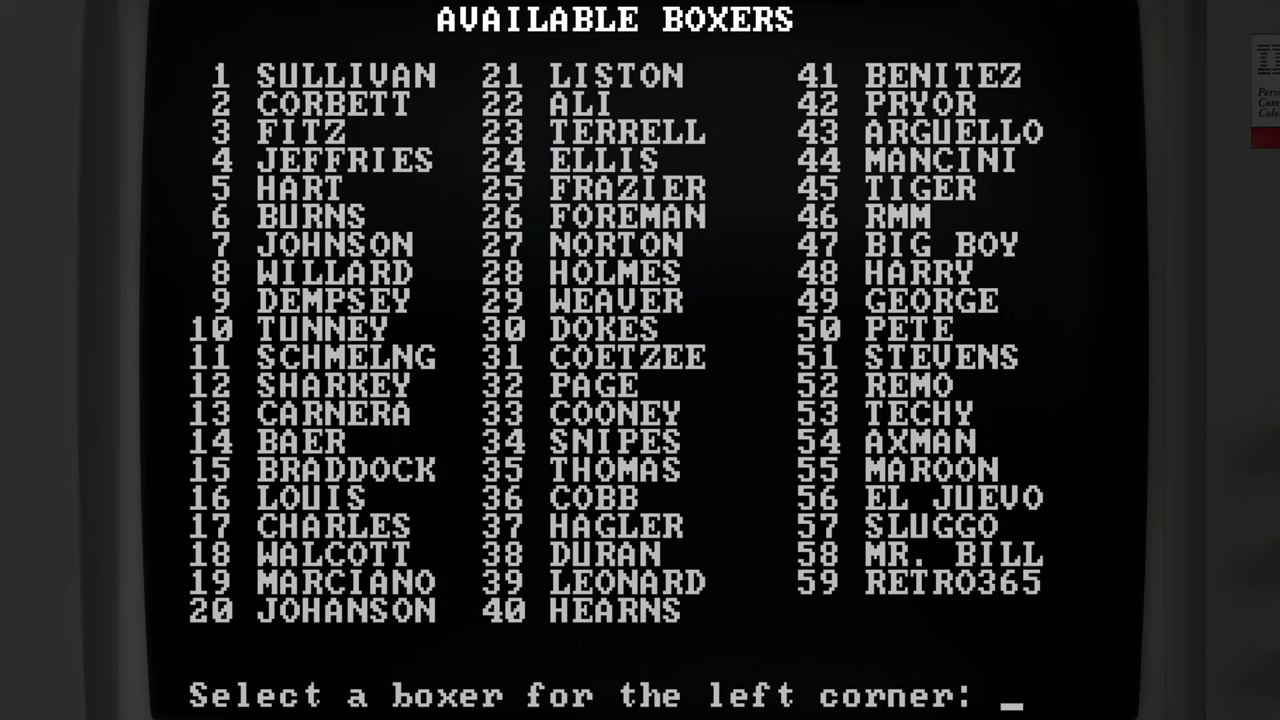 AVAILABLE BOXERS
1 SULLIVAN 21 LISTON 41 BENITEZ
2 CORBETT 22 ALI 42 PRYOR
3 FITZ 23 TERRELL 43 ARGUELLO
4 JEFFRIES 24 ELLIS 44 MANCINI
5 HART 25 FRAZIER 45 TIGER
6 BURNS 26 FOREMAN 46 RMM
7 JOHNSON 27 NORTON 47 BIG BOY
8 WILLARD 28 HOLMES 48 HARRY
9 DEMPSEY 29 WEAVER 49 GEORGE
10 TUNNEY 30 DOKES 50 PETE
11 SCHMELNG 31 COETZEE 51 STEVENS
12 SHARKEY 32 PAGE 52 REMO
13 CARNERA 33 COONEY 53 TECHY
14 BAER 34 SNIPES 54 AXMAN
15 BRADDOCK 35 THOMAS 55 MAROON
16 LOUIS 36 COBB 56 EL JUEVO
17 CHARLES 37 HAGLER 57 SLUGGO
18 WALCOTT 38 DURAN 58 MR. BILL
19 MARCIANO 39 LEONARD 59 RETRO365
20 JOHANSON 40 HEARNS
Select a boxer for the left corner: _